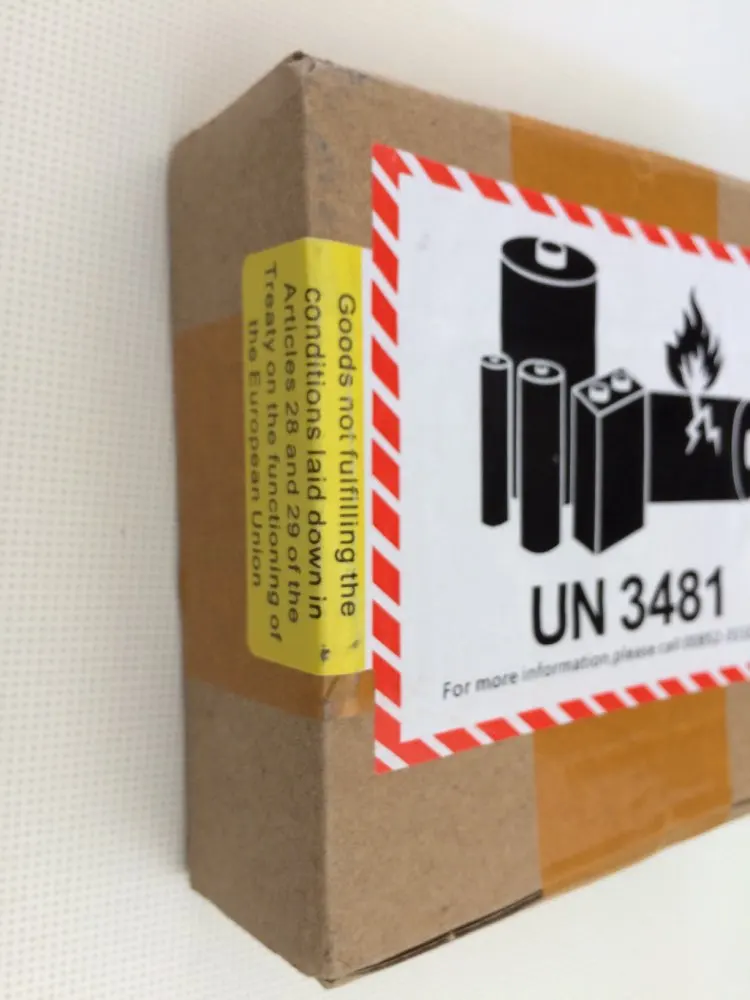 Goods not fulfilling the
conditions laid down in
Articles 28 and 29 of the
Treaty on the functioning of
the European Union
UN 3481
For more information,please call 00852-